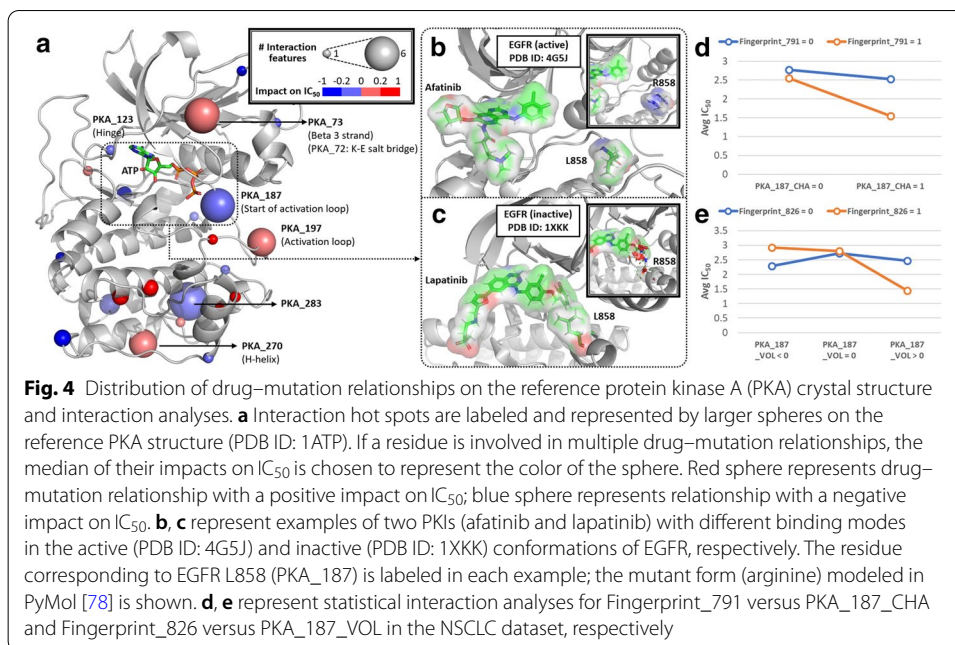 a
# Interaction features
1
6
-1 -0.2 0 0.2 1
Impact on IC50
PKA_123
(Hinge)
PKA_73
(Beta 3 strand)
(PKA_72: K-E salt bridge)
ATP
PKA_187
(Start of activation loop)
PKA_197
(Activation loop)
PKA_283
PKA_270
(H-helix)
b
EGFR (active)
PDB ID: 4G5J
Afatinib
R858
L858
c
EGFR (inactive)
PDB ID: 1XKK
Lapatinib
R858
L858
d
Fingerprint_791 = 0 Fingerprint_791 = 1
Avg IC50
3
2.5
2
1.5
1
0.5
0
PKA_187_CHA = 0 PKA_187_CHA = 1
e
Fingerprint_826 = 0 Fingerprint_826 = 1
Avg IC50
3.5
3
2.5
2
1.5
1
0.5
0
PKA_187 _VOL < 0
PKA_187 _VOL = 0
PKA_187 _VOL > 0
Fig. 4 Distribution of drug–mutation relationships on the reference protein kinase A (PKA) crystal structure
and interaction analyses. a Interaction hot spots are labeled and represented by larger spheres on the
reference PKA structure (PDB ID: 1ATP). If a residue is involved in multiple drug–mutation relationships, the
median of their impacts on IC50 is chosen to represent the color of the sphere. Red sphere represents drug–
mutation relationship with a positive impact on IC50; blue sphere represents relationship with a negative
impact on IC50. b, c represent examples of two PKIs (afatinib and lapatinib) with different binding modes
in the active (PDB ID: 4G5J) and inactive (PDB ID: 1XKK) conformations of EGFR, respectively. The residue
corresponding to EGFR L858 (PKA_187) is labeled in each example; the mutant form (arginine) modeled in
PyMol [78] is shown. d, e represent statistical interaction analyses for Fingerprint_791 versus PKA_187_CHA
and Fingerprint_826 versus PKA_187_VOL in the NSCLC dataset, respectively